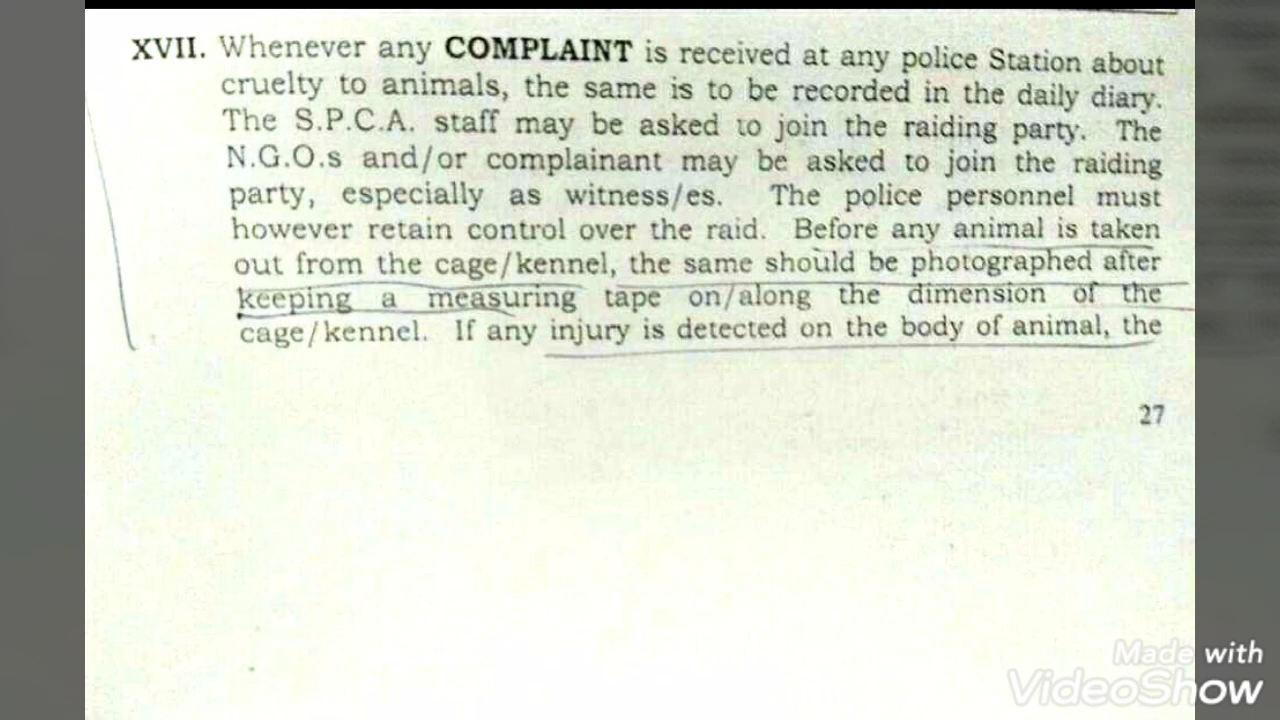 XVII. Whenever any COMPLAINT is received at any police Station about
cruelty to animals, the same is to be recorded in the daily diary.
The S.P.C.A. staff may be asked to join the raiding party. The
N.G.O.s and/or complainant may be asked to join the raiding
party, especially as witness/es. The police personnel must
however retain control over the raid. Before any animal is taken
out from the cage/kennel, the same should be photographed after
keeping a measuring tape on/along the dimension of the
cage/kennel. If any injury is detected on the body of animal, the
27
Made with
VideoShow